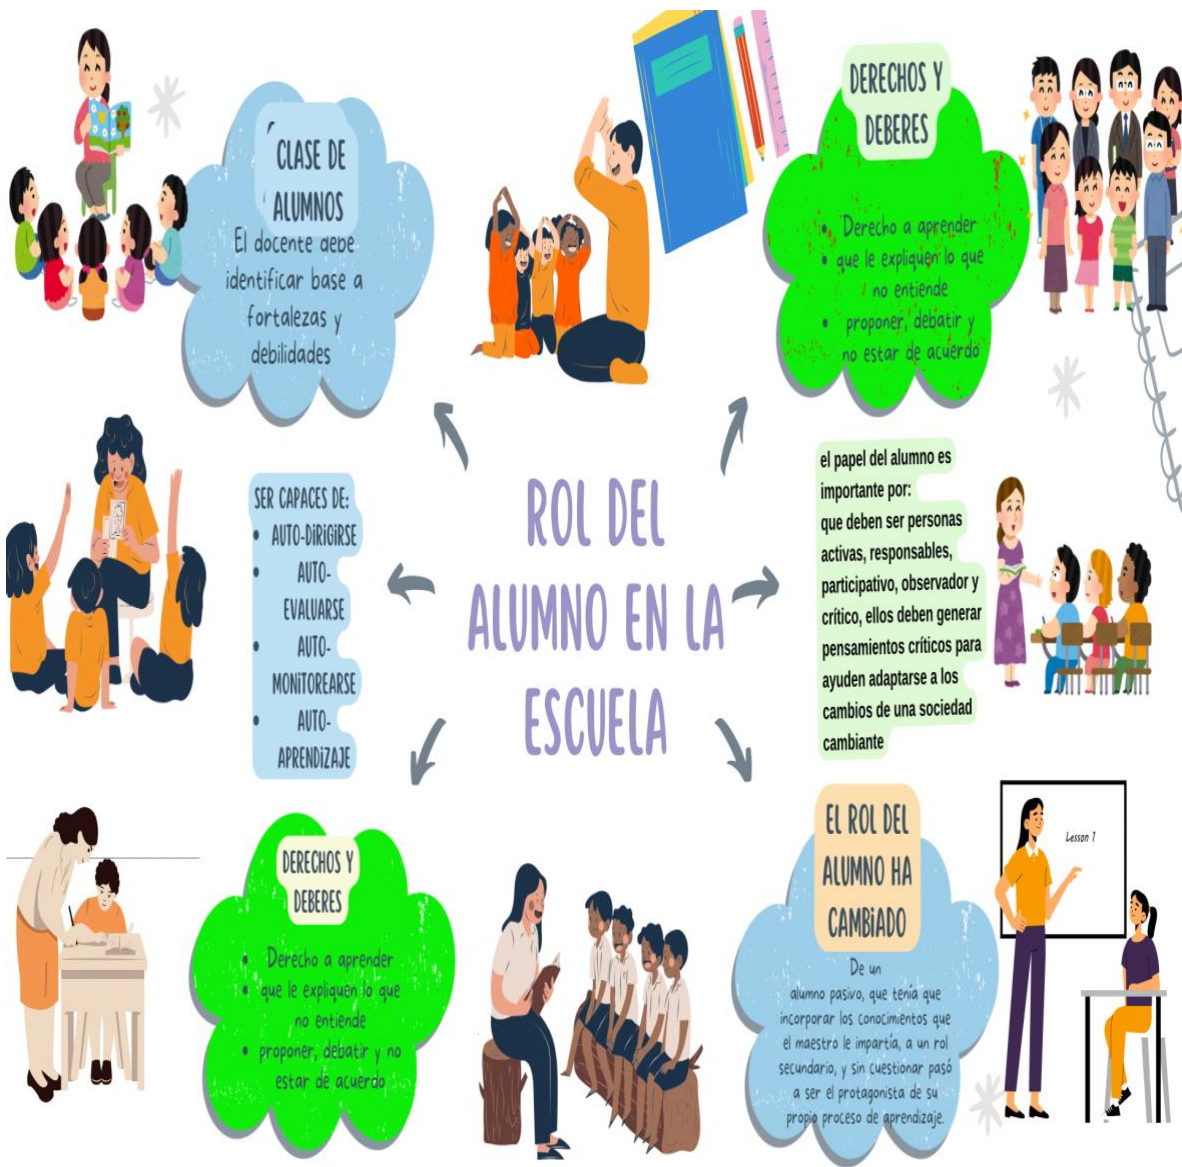 CLASE DE
ALUMNOS
El docente debe
identificar base a
fortalezas y
debilidades
DERECHOS Y
DEBERES
• Derecho a aprender
• que le expliquen lo que
no entiende
• proponer, debatir y
no estar de acuerdo
SER CAPACES DE:
• AUTO-DIRIGIRSE
• AUTO-
EVALUARSE
• AUTO-
MONITOREARSE
• AUTO-
APRENDIZAJE
ROL DEL
ALUMNO EN LA
ESCUELA
el papel del alumno es
importante por:
que deben ser personas
activas, responsables,
participativo, observador y
crítico, ellos deben generar
pensamientos críticos para
ayuden adaptarse a los
cambios de una sociedad
cambiante
DERECHOS Y
DEBERES
• Derecho a aprender
• que le expliquen lo que
no entiende
• proponer, debatir y no
estar de acuerdo
EL ROL DEL
ALUMNO HA
CAMBIADO
De un
alumno pasivo, que tenía que
incorporar los conocimientos que
el maestro le impartía, a un rol
secundario, y sin cuestionar pasó
a ser el protagonista de su
propio proceso de aprendizaje.
Lesson 1